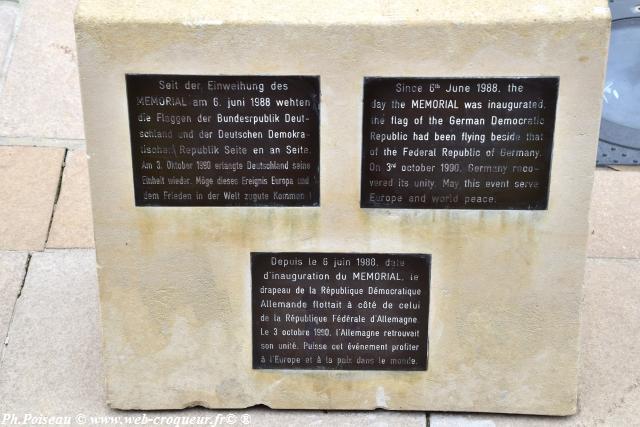 Seit der Einweihung des
MEMORIAL am 6. juni 1988 wehten
die Flaggen der Bundesrpublik Deut-
schland und der Deutschen Demokra-
tischen Republik Seite en an Seite.
Am 3. Oktober 1990 erlangte Deutschland seine
Einheit wieder. Möge dieses Ereignis Europa und
dem Frieden in der Welt zugute Kommen !
Since 6th June 1988, the
day the MEMORIAL was inaugurated,
the flag of the German Democratic
Republic had been flying beside that
of the Federal Republic of Germany.
On 3rd october 1990, Germany reco-
vered its unity. May this event serve
Europe and world peace.
Depuis le 6 juin 1988, date
d'inauguration du MEMORIAL, le
drapeau de la République Démocratique
Allemande flottait à côté de celui
de la République Fédérale d'Allemagne.
Le 3 octobre 1990, l'Allemagne retrouvait
son unité. Puisse cet événement profiter
à l'Europe et à la paix dans le monde.
Ph.Poiseau © www-web-croqueur.fr©®